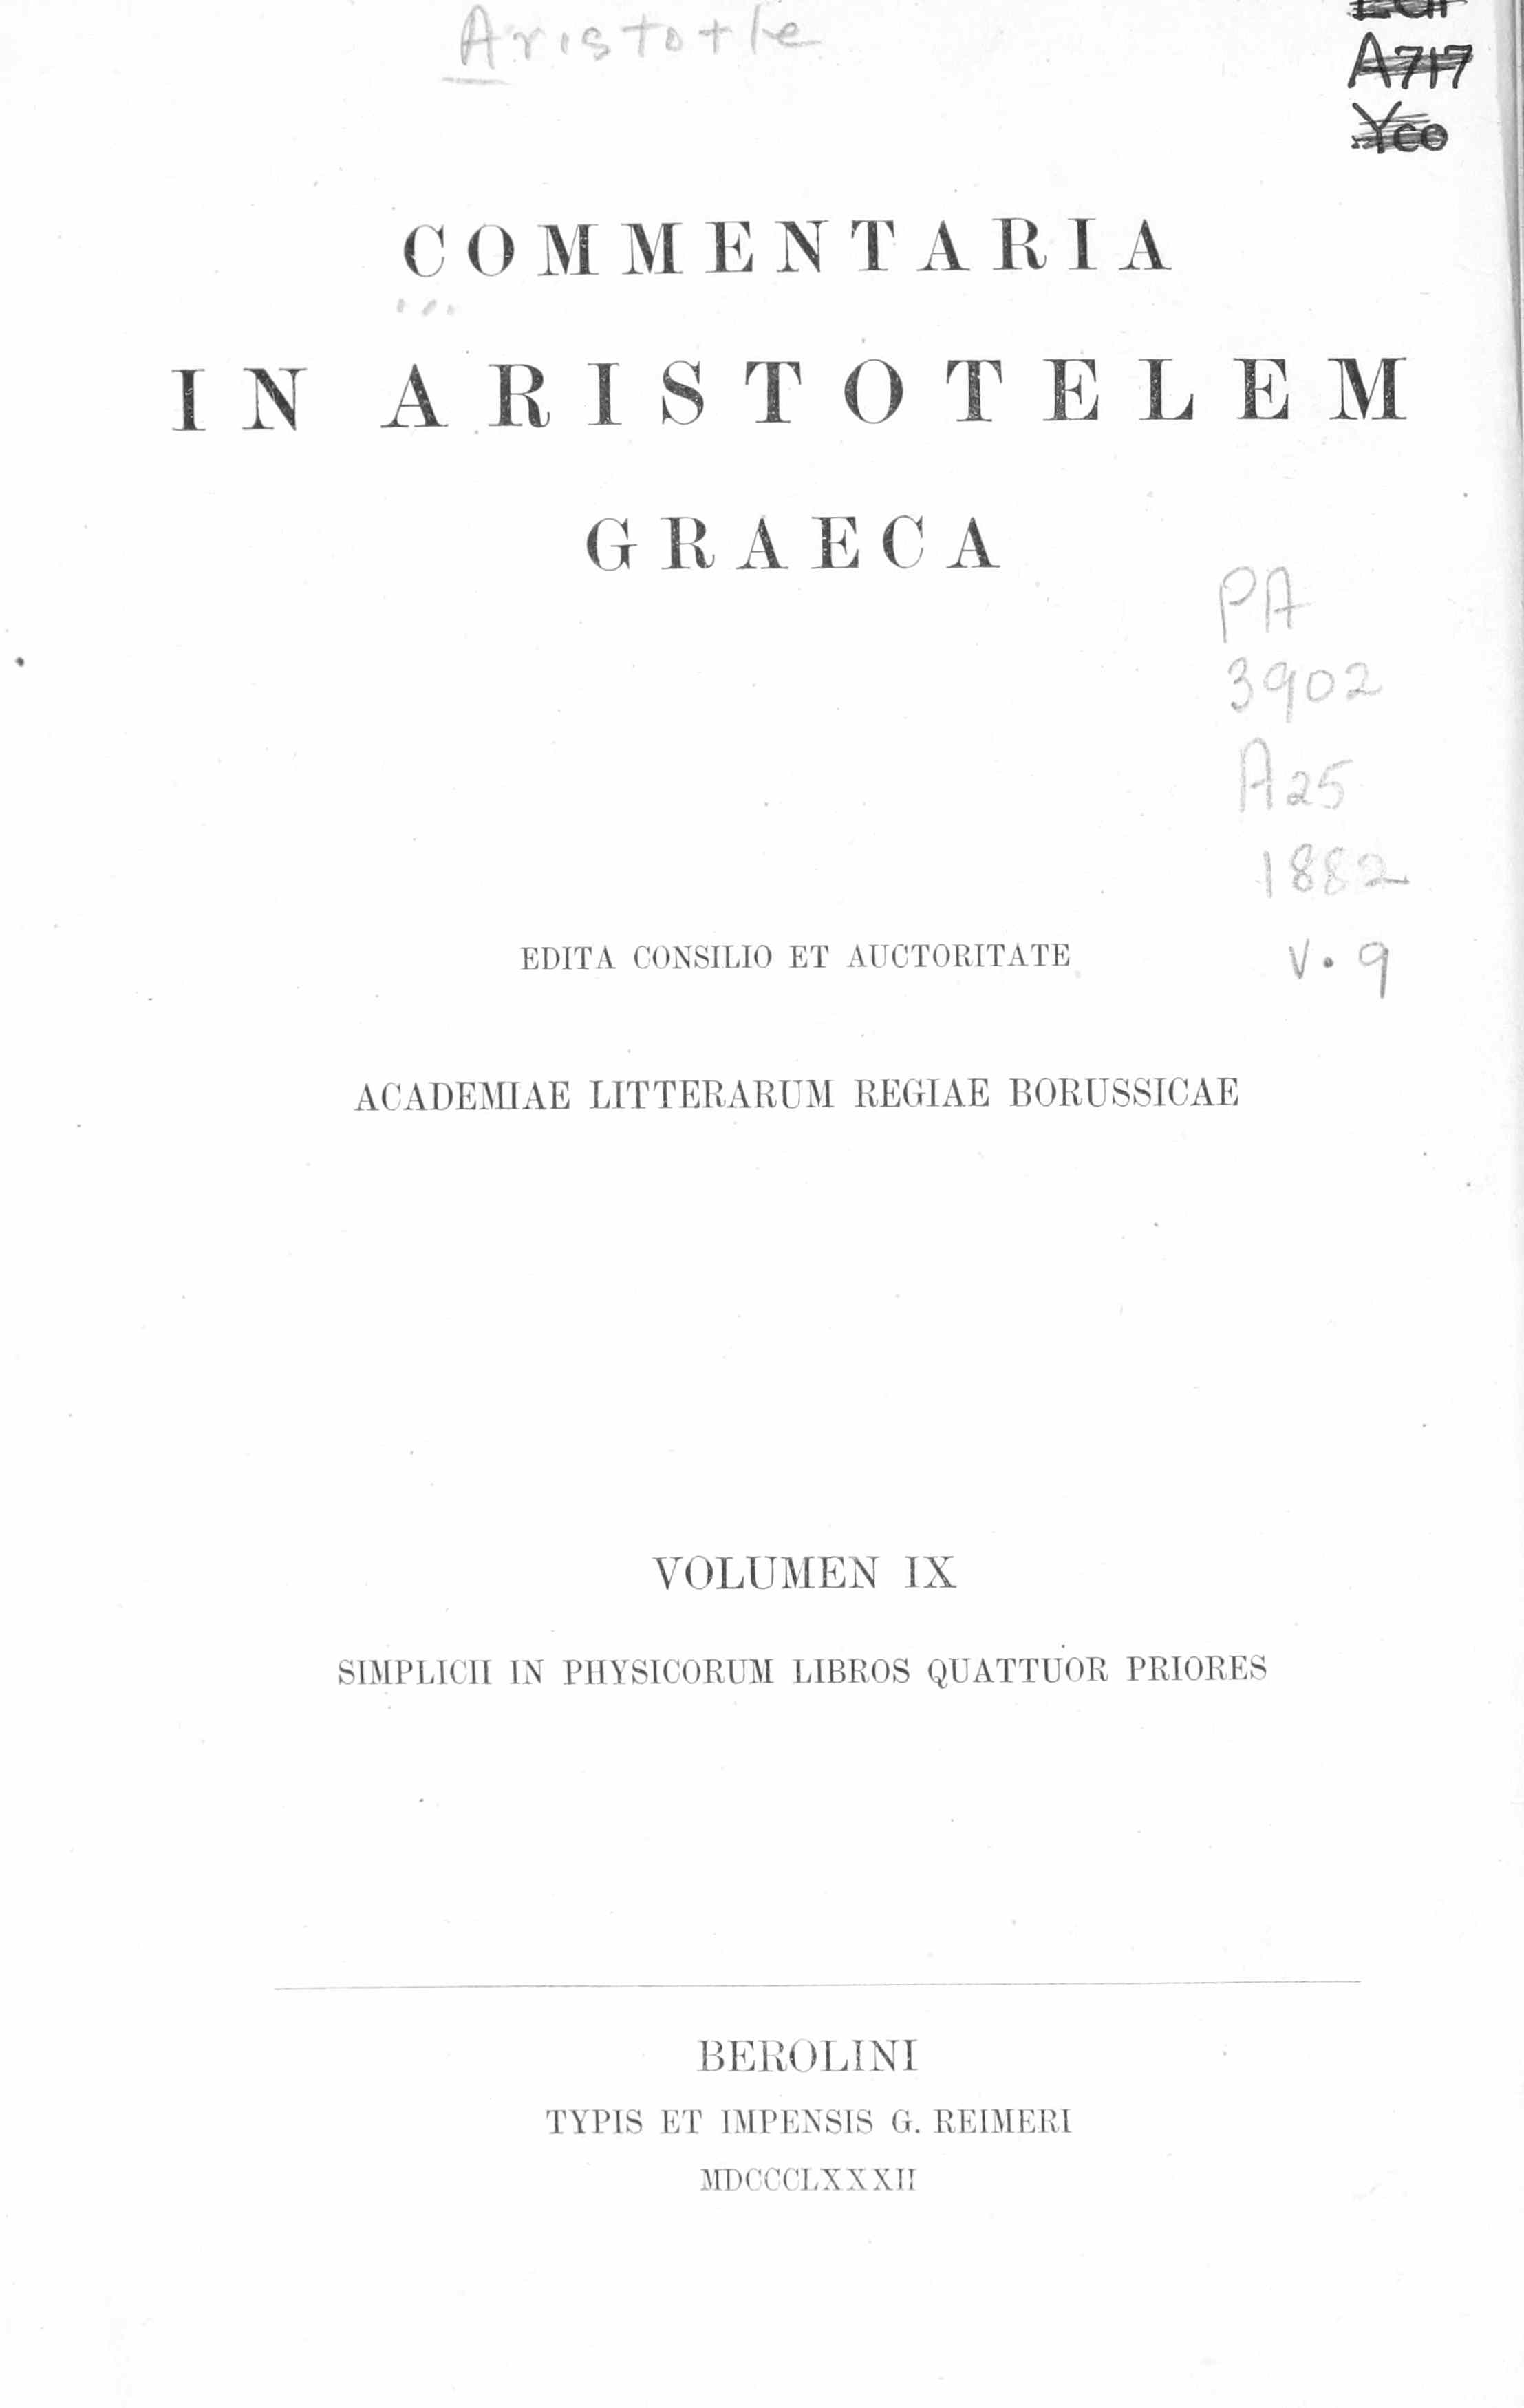 Aristotle
A717
Yco
COMMENTARIA
IN ARISTOTELEM
GRAECA
PA
3902
A25
1882
v. 9
EDITA CONSILIO ET AUCTORITATE
ACADEMIAE LITTERARUM REGIAE BORUSSICAE
VOLUMEN IX
SIMPLICII IN PHYSICORUM LIBROS QUATTUOR PRIORES
BEROLINI
TYPIS ET IMPENSIS G. REIMERI
MDCCCLXXXII